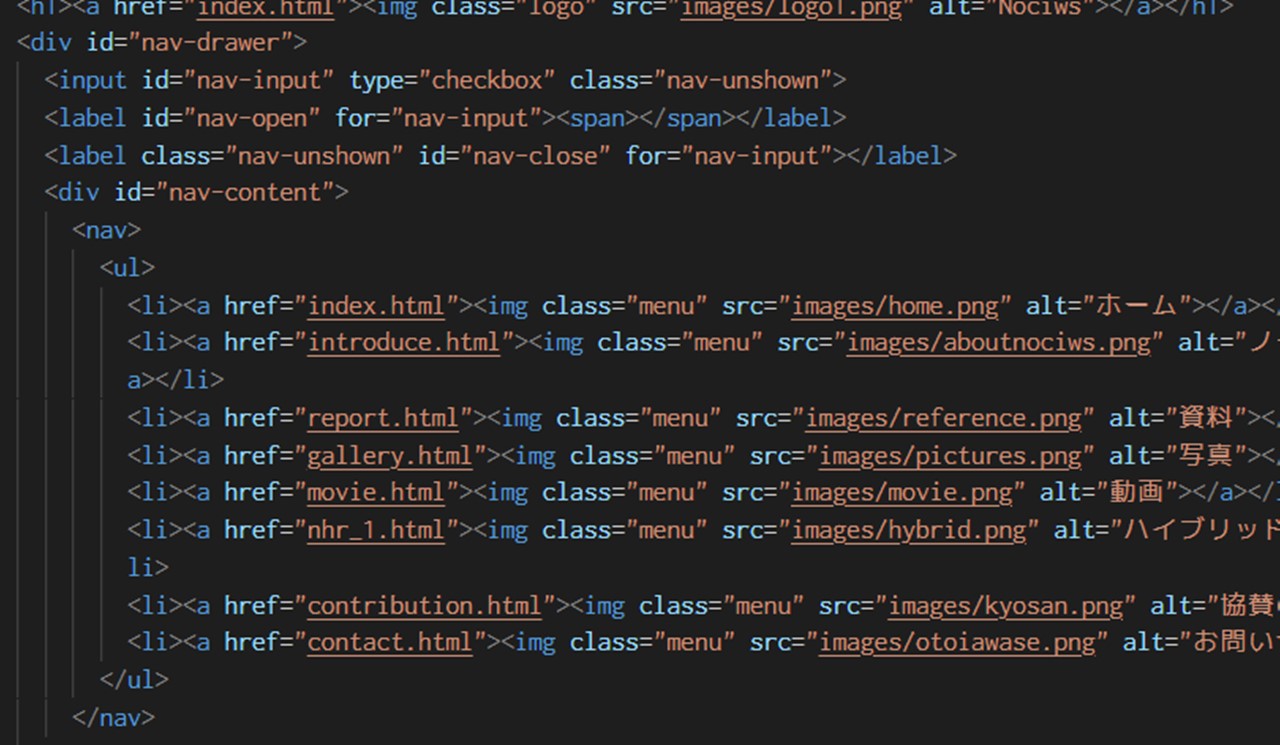 <h1><a href="index.html"><img class="logo" src="images/logo1.png" alt="Nociws"></a></h1>
<div id="nav-drawer">
<input id="nav-input" type="checkbox" class="nav-unshown">
<label id="nav-open" for="nav-input"><span></span></label>
<label class="nav-unshown" id="nav-close" for="nav-input"></label>
<div id="nav-content">
<nav>
<ul>
<li><a href="index.html"><img class="menu" src="images/home.png" alt="ホーム"></a><
<li><a href="introduce.html"><img class="menu" src="images/aboutnociws.png" alt="ノ
a></li>
<li><a href="report.html"><img class="menu" src="images/reference.png" alt="資料"><
<li><a href="gallery.html"><img class="menu" src="images/pictures.png" alt="写真"><
<li><a href="movie.html"><img class="menu" src="images/movie.png" alt="動画"></a></
<li><a href="nhr_1.html"><img class="menu" src="images/hybrid.png" alt="ハイブリッド
li>
<li><a href="contribution.html"><img class="menu" src="images/kyosan.png" alt="協賛
<li><a href="contact.html"><img class="menu" src="images/otoiawase.png" alt="お問い
</ul>
</nav>